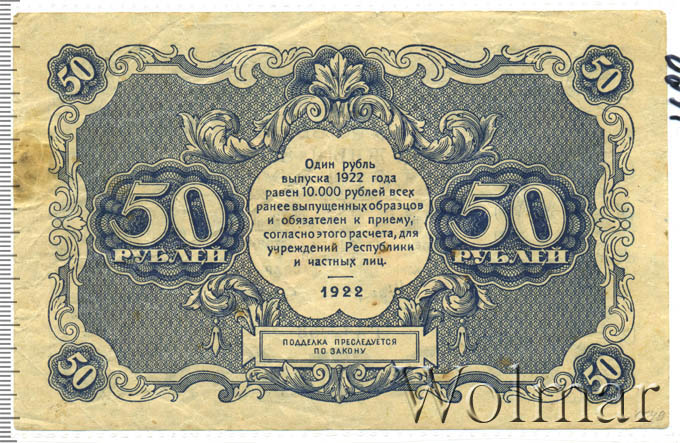 50
50
Один рубль
выпуска 1922 года
равен 10.000 рублей всех
ранее выпущенных образцов
и обязателен к приему,
согласно этого расчета, для
учреждений Республики
и частных лиц.
1922
50
РУБЛЕЙ
50
РУБЛЕЙ
ПОДДЕЛКА ПРЕСЛЕДУЕТСЯ
ПО ЗАКОНУ
50
50
Wolmar